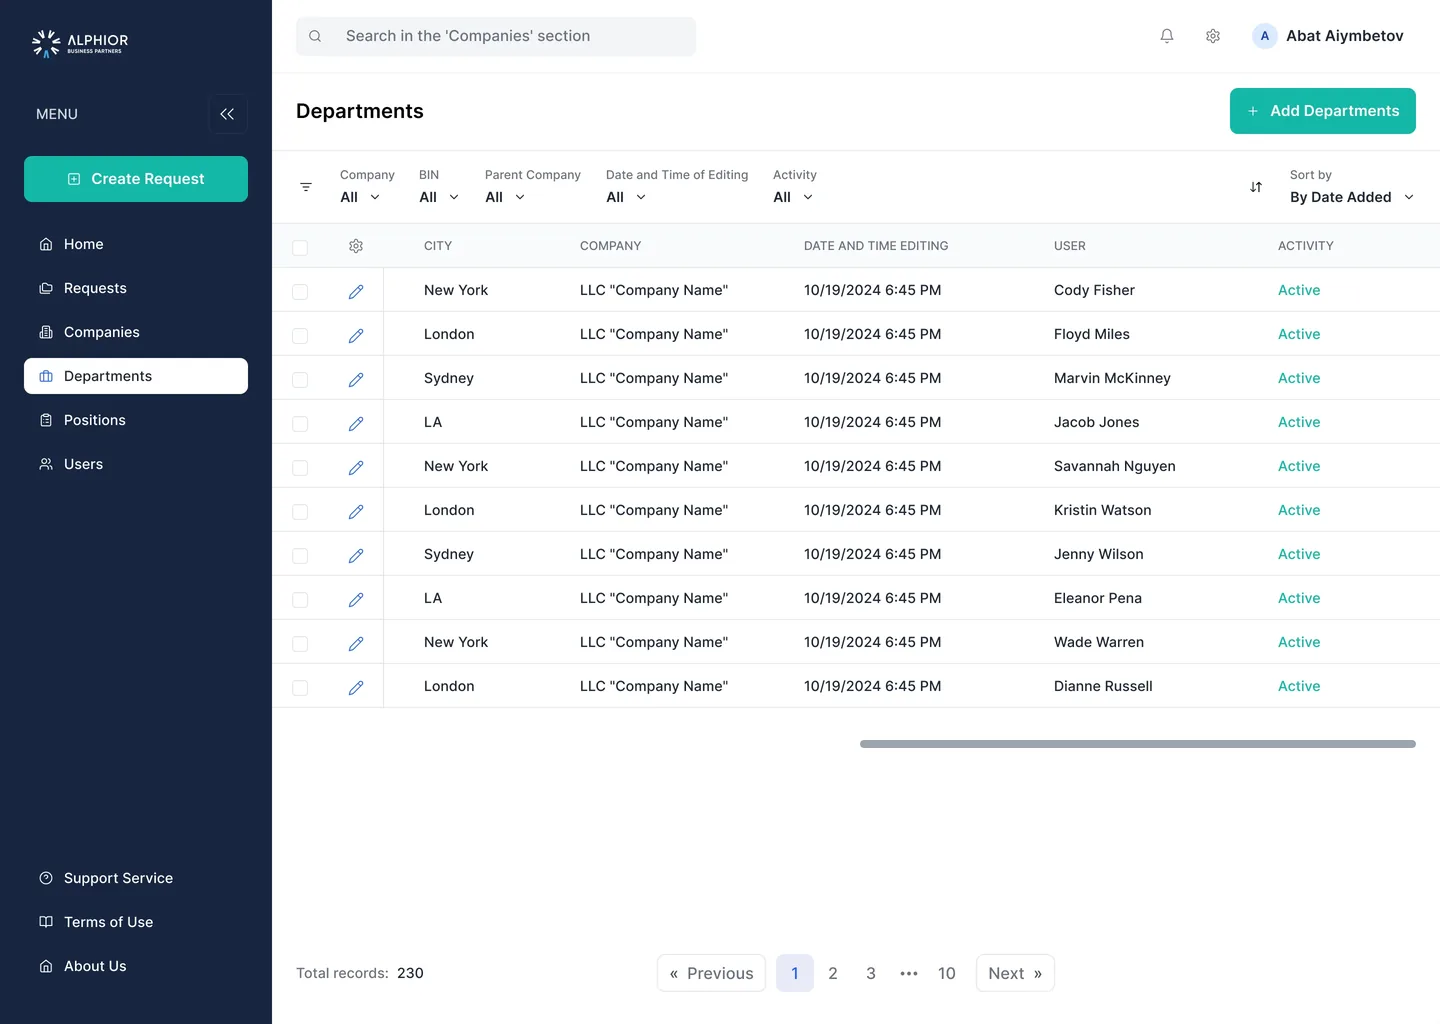 ALPHIOR
BUSINESS PARTNERS
Search in the 'Companies' section
A
Abat Aiymbetov
MENU
Create Request
Home
Requests
Companies
Departments
Positions
Users
Support Service
Terms of Use
About Us
Departments
+ Add Departments
Company
All
BIN
All
Parent Company
All
Date and Time of Editing
All
Activity
All
Sort by
By Date Added
CITY COMPANY DATE AND TIME EDITING USER ACTIVITY
New York LLC "Company Name" 10/19/2024 6:45 PM Cody Fisher Active
London LLC "Company Name" 10/19/2024 6:45 PM Floyd Miles Active
Sydney LLC "Company Name" 10/19/2024 6:45 PM Marvin McKinney Active
LA LLC "Company Name" 10/19/2024 6:45 PM Jacob Jones Active
New York LLC "Company Name" 10/19/2024 6:45 PM Savannah Nguyen Active
London LLC "Company Name" 10/19/2024 6:45 PM Kristin Watson Active
Sydney LLC "Company Name" 10/19/2024 6:45 PM Jenny Wilson Active
LA LLC "Company Name" 10/19/2024 6:45 PM Eleanor Pena Active
New York LLC "Company Name" 10/19/2024 6:45 PM Wade Warren Active
London LLC "Company Name" 10/19/2024 6:45 PM Dianne Russell Active
Total records: 230
« Previous 1 2 3 ••• 10 Next »